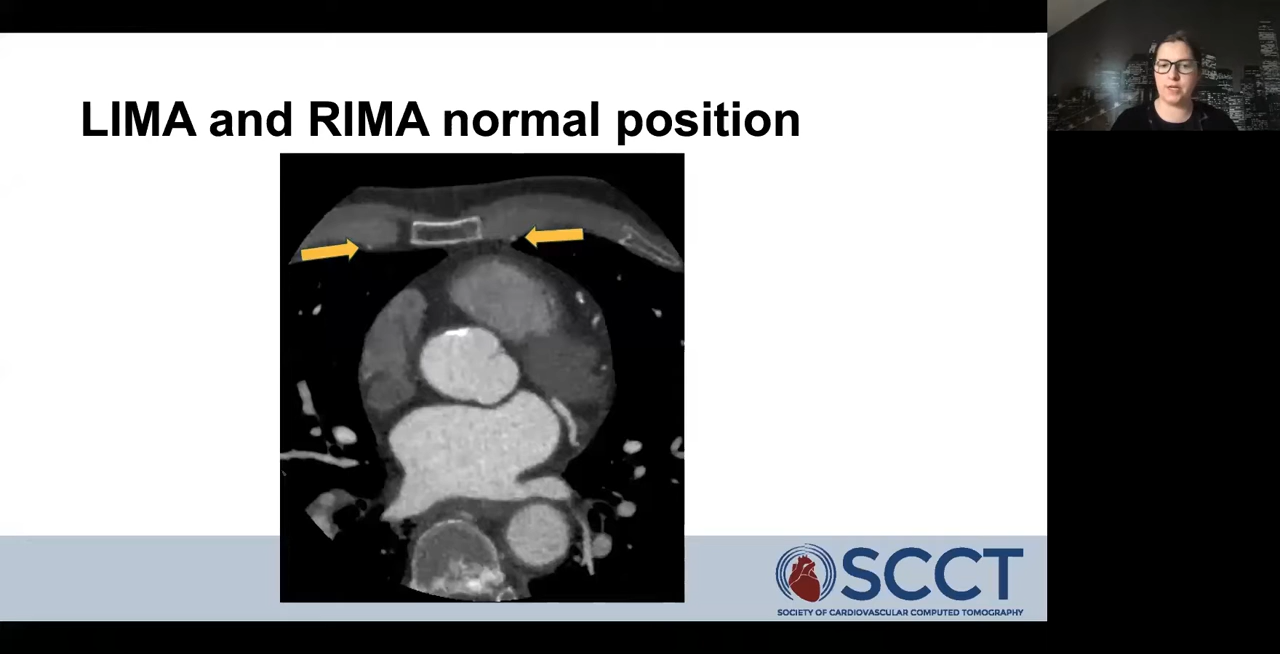 LIMA and RIMA normal position
SCCT
SOCIETY OF CARDIOVASCULAR COMPUTED TOMOGRAPHY